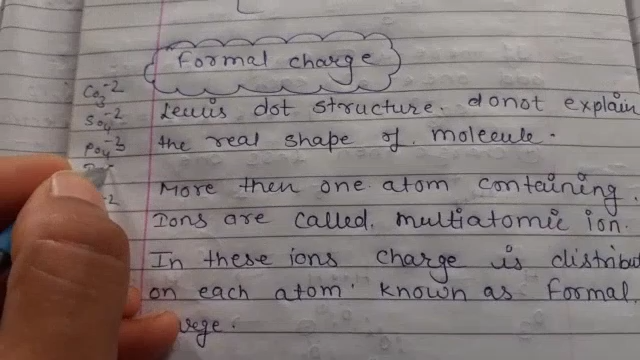 Formal charge
CO3-2
SO4-2
PO4-3
-2
Lewis dot structure. donot explain
the real shape of molecule.
More then one atom containing.
Ions are called. multiatomic ion.
In these ions charge is distribut
on each atom. Known as Formal